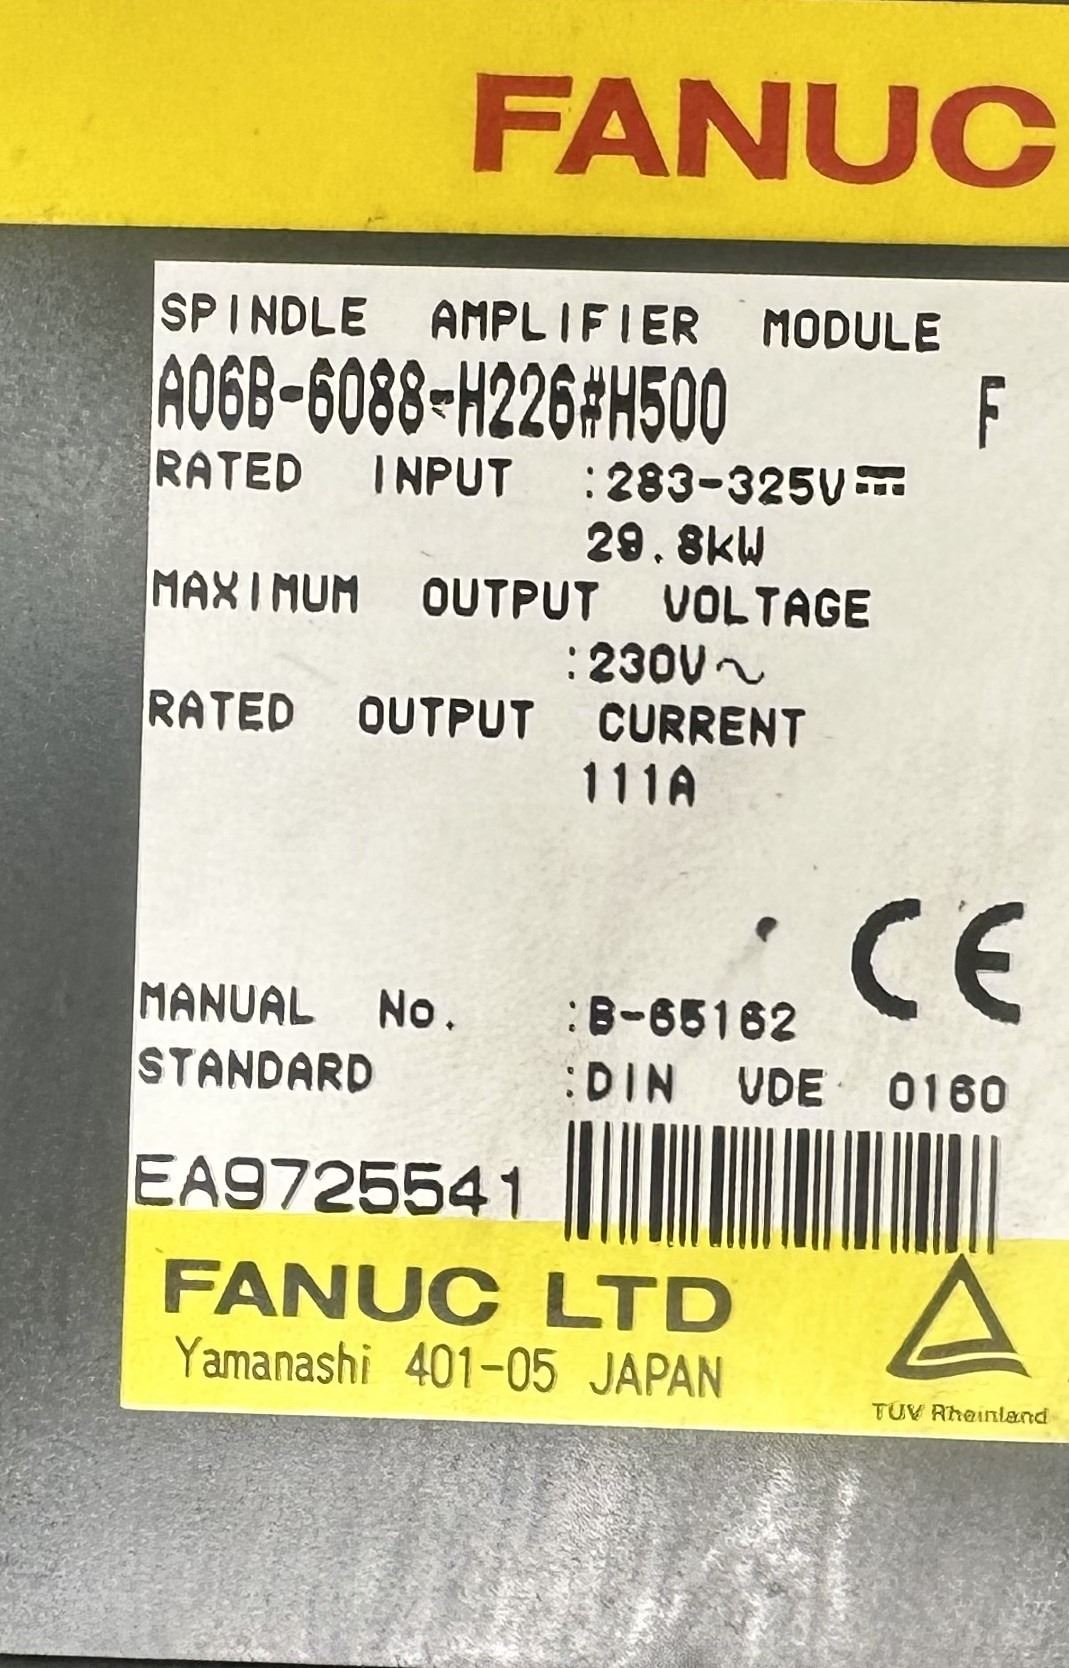 FANUC
SPINDLE AMPLIFIER MODULE
A06B-6088-H226#H500 F
RATED INPUT :283-325V⎓
29.8kW
MAXIMUM OUTPUT VOLTAGE
:230V~
RATED OUTPUT CURRENT
111A
CE
MANUAL No. :B-65162
STANDARD :DIN VDE 0160
EA9725541
FANUC LTD
Yamanashi 401-05 JAPAN
TUV Rheinland